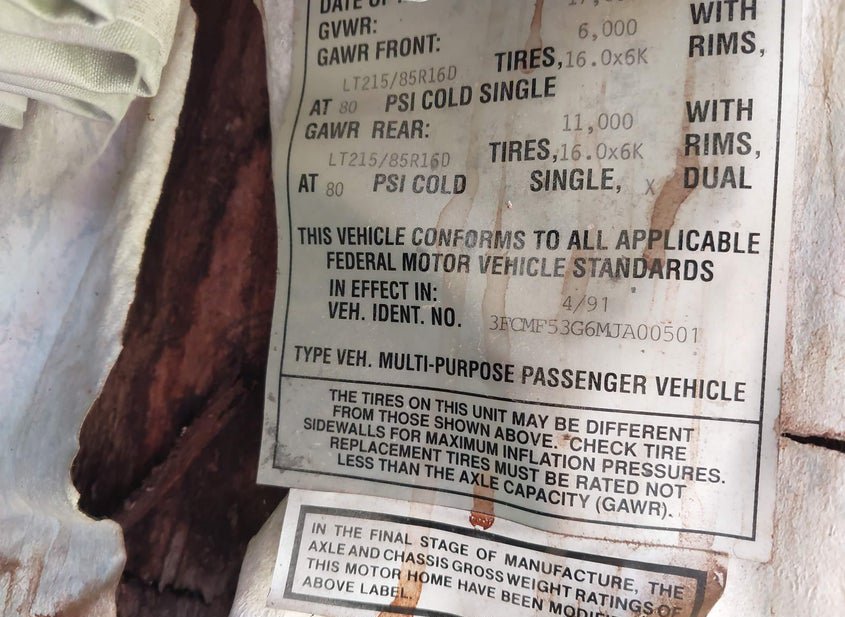 DATE OF
GVWR: 17,
GAWR FRONT: 6,000 WITH
LT215/85R16D TIRES, 16.0x6K RIMS,
AT 80 PSI COLD SINGLE
GAWR REAR: 11,000 WITH
LT215/85R16D TIRES, 16.0x6K RIMS,
AT 80 PSI COLD SINGLE, X DUAL
THIS VEHICLE CONFORMS TO ALL APPLICABLE
FEDERAL MOTOR VEHICLE STANDARDS
IN EFFECT IN: 4/91
VEH. IDENT. NO. 3FCMF53G6MJA00501
TYPE VEH. MULTI-PURPOSE PASSENGER VEHICLE
THE TIRES ON THIS UNIT MAY BE DIFFERENT
FROM THOSE SHOWN ABOVE. CHECK TIRE
SIDEWALLS FOR MAXIMUM INFLATION PRESSURES.
REPLACEMENT TIRES MUST BE RATED NOT
LESS THAN THE AXLE CAPACITY (GAWR).
IN THE FINAL STAGE OF MANUFACTURE, THE
AXLE AND CHASSIS GROSS WEIGHT RATINGS OF
THIS MOTOR HOME HAVE BEEN
ABOVE LABEL.